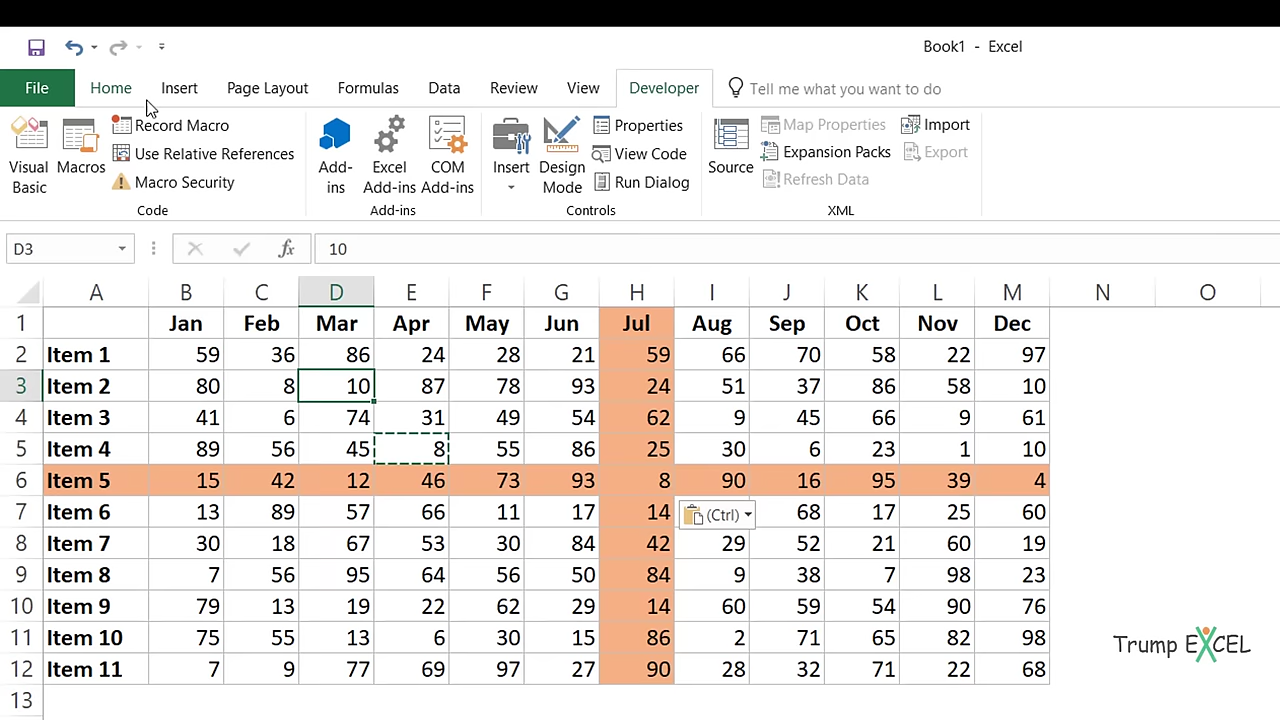 Book1 - Excel
File Home Insert Page Layout Formulas Data Review View Developer Tell me what you want to do
Visual Basic
Macros
Record Macro
Use Relative References
Macro Security
Code
Add-ins
Excel Add-ins
COM Add-ins
Add-ins
Insert
Design Mode
Properties
View Code
Run Dialog
Controls
Source
Map Properties
Expansion Packs
Refresh Data
Import
Export
XML
D3 fx 10
A B C D E F G H I J K L M N O
1 Jan Feb Mar Apr May Jun Jul Aug Sep Oct Nov Dec
2 Item 1 59 36 86 24 28 21 59 66 70 58 22 97
3 Item 2 80 8 10 87 78 93 24 51 37 86 58 10
4 Item 3 41 6 74 31 49 54 62 9 45 66 9 61
5 Item 4 89 56 45 8 55 86 25 30 6 23 1 10
6 Item 5 15 42 12 46 73 93 8 90 16 95 39 4
7 Item 6 13 89 57 66 11 17 14 (Ctrl) 68 17 25 60
8 Item 7 30 18 67 53 30 84 42 29 52 21 60 19
9 Item 8 7 56 95 64 56 50 84 9 38 7 98 23
10 Item 9 79 13 19 22 62 29 14 60 59 54 90 76
11 Item 10 75 55 13 6 30 15 86 2 71 65 82 98
12 Item 11 7 9 77 69 97 27 90 28 32 71 22 68
13
Trump EXCEL